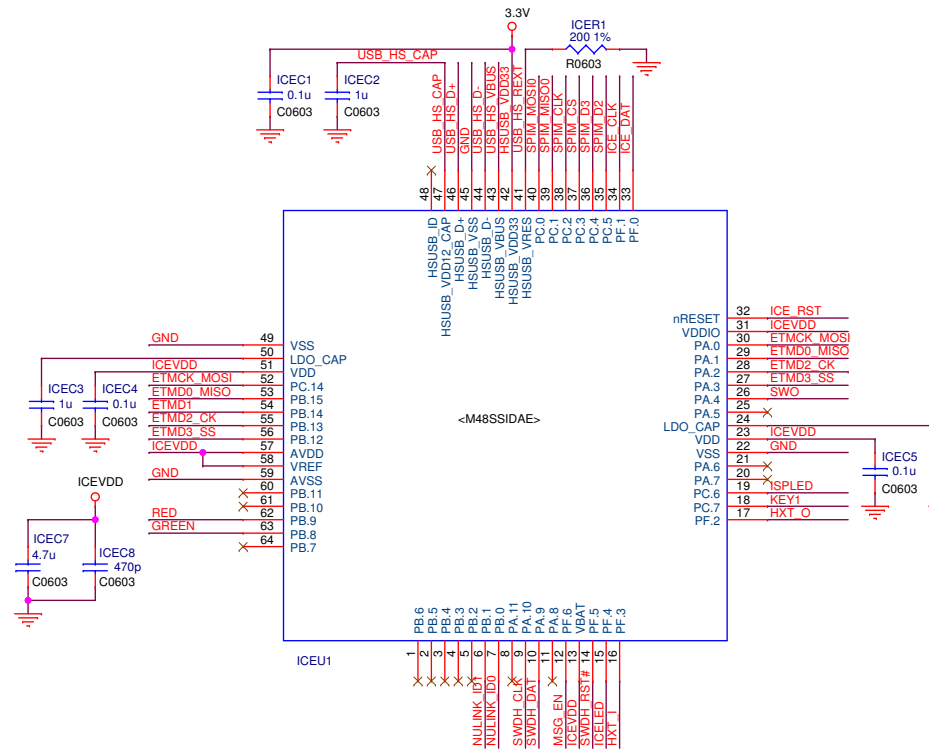 3.3V
ICER1
200 1%
R0603
USB_HS_CAP
ICEC1
0.1u
C0603
ICEC2
1u
C0603
USB_HS_CAP
USB_HS_D+
GND
USB_HS_D-
USB_HS_VBUS
HSUSB_VDD33
USB_HS_REXT
SPIM_MOSI0
SPIM_MISO0
SPIM_CLK
SPIM_CS
SPIM_D3
SPIM_D2
ICE_CLK
ICE_DAT
48
47
46
45
44
43
42
41
40
39
38
37
36
35
34
33
HSUSB_ID
HSUSB_VDD12_CAP
HSUSB_D+
HSUSB_VSS
HSUSB_D-
HSUSB_VBUS
HSUSB_VDD33
HSUSB_VRES
PC.0
PC.1
PC.2
PC.3
PC.4
PC.5
PF.1
PF.0
GND 49 VSS
50 LDO_CAP
ICEVDD 51 VDD
ETMCK_MOSI 52 PC.14
ETMD0_MISO 53 PB.15
ETMD1 54 PB.14
ETMD2_CK 55 PB.13
ETMD3_SS 56 PB.12
ICEVDD 57 AVDD
58 VREF
GND 59 AVSS
60 PB.11
61 PB.10
RED 62 PB.9
GREEN 63 PB.8
64 PB.7
ICEC3
1u
C0603
ICEC4
0.1u
C0603
ICEVDD
ICEC7
4.7u
C0603
ICEC8
470p
C0603
<M48SSIDAE>
nRESET 32 ICE_RST
VDDIO 31 ICEVDD
PA.0 30 ETMCK_MOSI
PA.1 29 ETMD0_MISO
PA.2 28 ETMD2_CK
PA.3 27 ETMD3_SS
PA.4 26 SWO
PA.5 25
LDO_CAP 24
VDD 23 ICEVDD
VSS 22 GND
PA.6 21
PA.7 20
PC.6 19 ISPLED
PC.7 18 KEY1
PF.2 17 HXT_O
ICEC5
0.1u
C0603
PB.6
PB.5
PB.4
PB.3
PB.2
PB.1
PB.0
PA.11
PA.10
PA.9
PA.8
PF.6
VBAT
PF.5
PF.4
PF.3
ICEU1
1
2
3
4
5
6
7
8
9
10
11
12
13
14
15
16
NULINK_ID1
NULINK_ID0
SWDH_CLK
SWDH_DAT
MSG_EN
ICEVDD
SWDH_RST#
ICELED
HXT_I